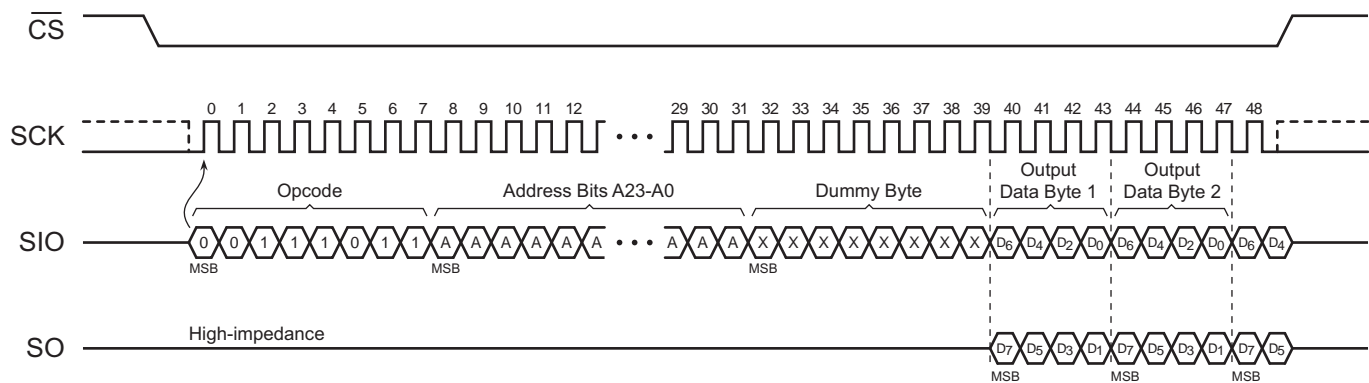 CS
0 1 2 3 4 5 6 7 8 9 10 11 12 29 30 31 32 33 34 35 36 37 38 39 40 41 42 43 44 45 46 47 48
SCK
Opcode Address Bits A23-A0 Dummy Byte Output Data Byte 1 Output Data Byte 2
SIO 0 0 1 1 1 0 1 1 A A A A A A A A A X X X X X X X X D6 D4 D2 D0 D6 D4 D2 D0 D6 D4
MSB MSB MSB
High-impedance
SO D7 D5 D3 D1 D7 D5 D3 D1 D7 D5
MSB MSB MSB